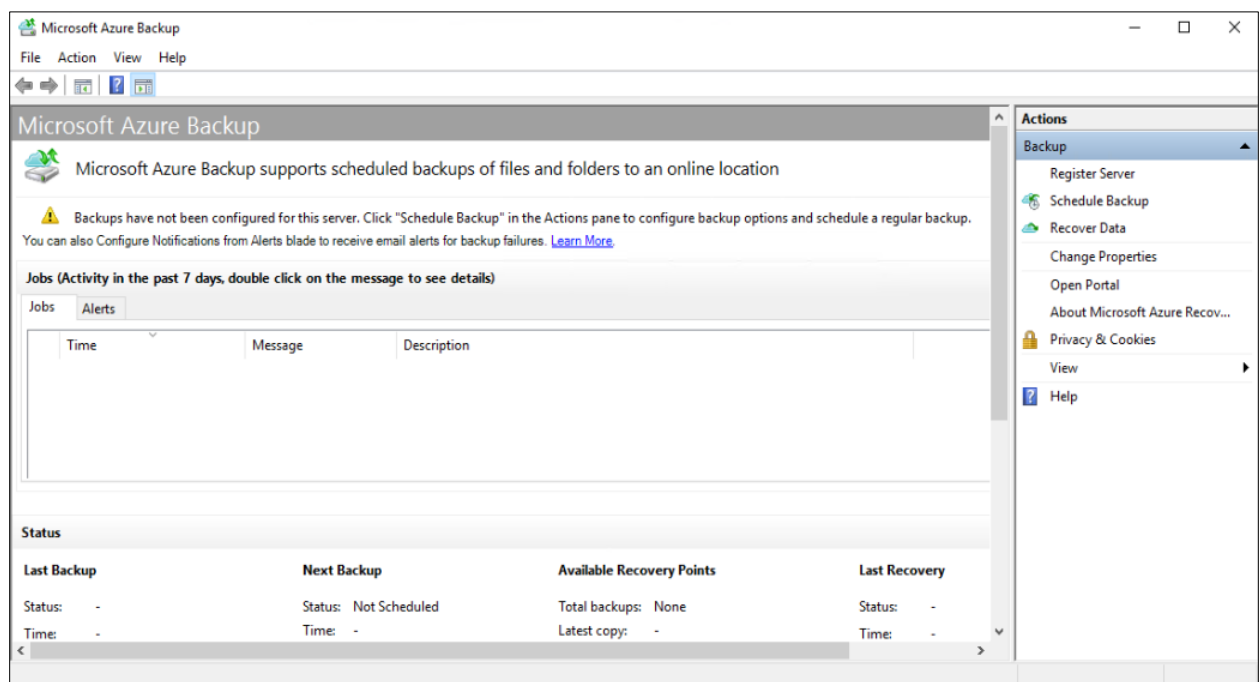 Microsoft Azure Backup
File Action View Help
Microsoft Azure Backup
Microsoft Azure Backup supports scheduled backups of files and folders to an online location
Backups have not been configured for this server. Click "Schedule Backup" in the Actions pane to configure backup options and schedule a regular backup.
You can also Configure Notifications from Alerts blade to receive email alerts for backup failures. Learn More.
Jobs (Activity in the past 7 days, double click on the message to see details)
Jobs Alerts
Time Message Description
Status
Last Backup Next Backup Available Recovery Points Last Recovery
Status: - Status: Not Scheduled Total backups: None Status: -
Time: - Time: - Latest copy: - Time: -
Actions
Backup
Register Server
Schedule Backup
Recover Data
Change Properties
Open Portal
About Microsoft Azure Recov...
Privacy & Cookies
View
Help